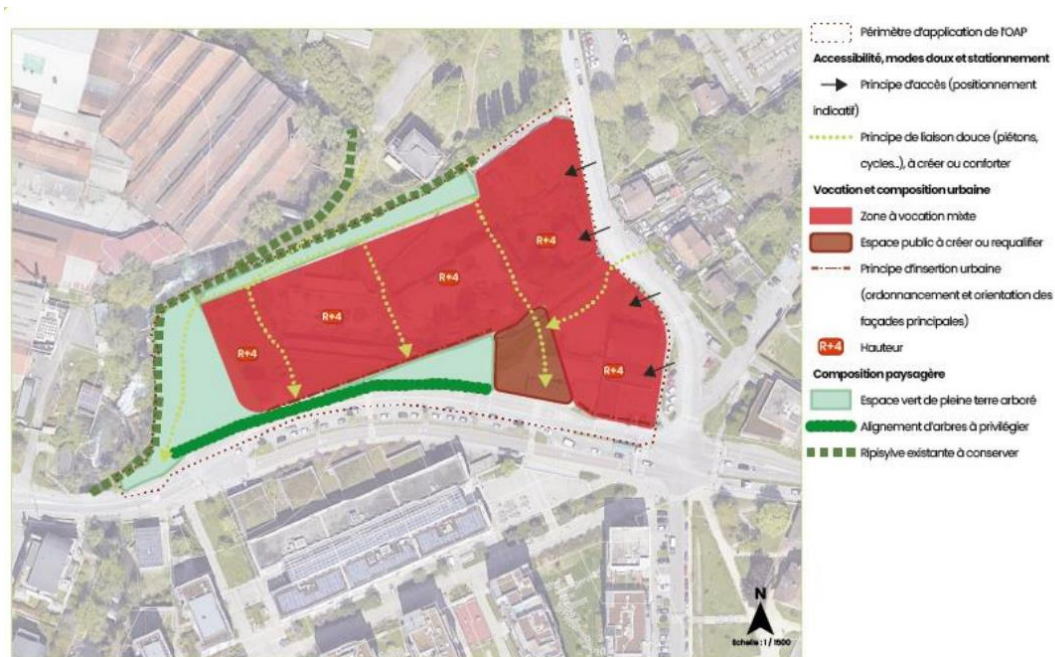 Périmètre d'application de l'OAP
Accessibilité, modes doux et stationnement
Principe d'accès (positionnement
indicatif)
Principe de liaison douce (piétons,
cycles...), à créer ou conforter
Vocation et composition urbaine
Zone à vocation mixte
Espace public à créer ou requalifier
Principe d'insertion urbaine
(ordonnancement et orientation des
façades principales)
R+4 Hauteur
Composition paysagère
Espace vert de pleine terre arboré
Alignement d'arbres à privilégier
Ripisylve existante à conserver
R+4
R+4
R+4
R+4
R+4
N
Echelle : 1 / 1500